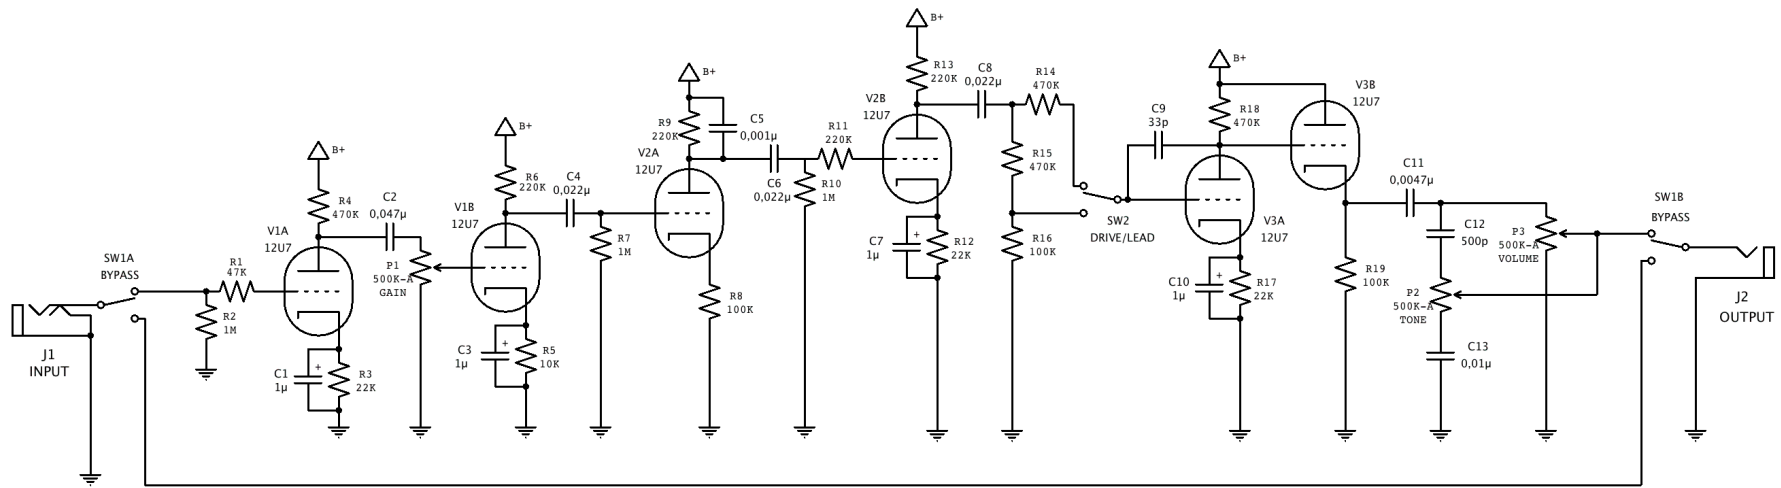 J1
INPUT
SW1A
BYPASS
R1
47K
R2
1M
V1A
12U7
B+
R4
470K
C1
1µ
+
R3
22K
C2
0,047µ
P1
500K-A
GAIN
V1B
12U7
B+
R6
220K
C3
1µ
+
R5
10K
C4
0,022µ
R7
1M
V2A
12U7
B+
R9
220K
C5
0,001µ
R8
100K
C6
0,022µ
R10
1M
R11
220K
V2B
12U7
B+
R13
220K
C7
1µ
+
R12
22K
C8
0,022µ
R14
470K
R15
470K
R16
100K
SW2
DRIVE/LEAD
C9
33p
B+
R18
470K
V3A
12U7
C10
1µ
+
R17
22K
V3B
12U7
R19
100K
C11
0,0047µ
C12
500p
P2
500K-A
TONE
C13
0,01µ
P3
500K-A
VOLUME
SW1B
BYPASS
J2
OUTPUT